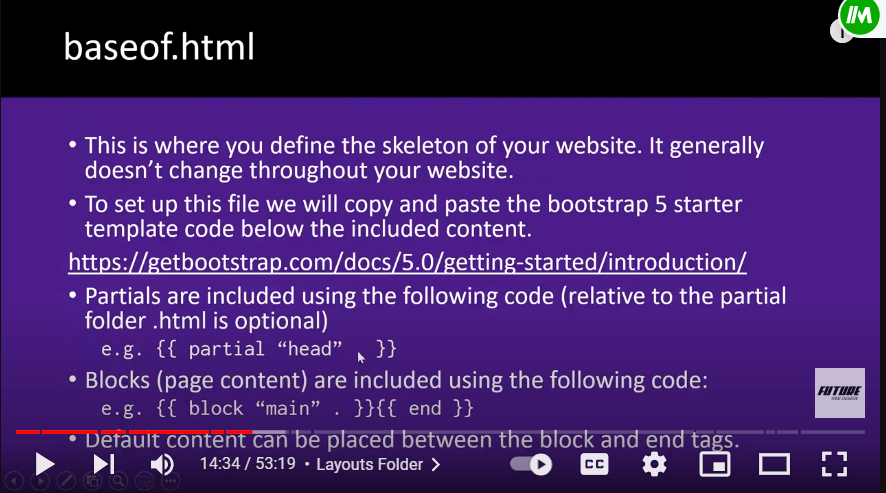 baseof.html
• This is where you define the skeleton of your website. It generally
doesn’t change throughout your website.
• To set up this file we will copy and paste the bootstrap 5 starter
template code below the included content.
https://getbootstrap.com/docs/5.0/getting-started/introduction/
• Partials are included using the following code (relative to the partial
folder .html is optional)
e.g. {{ partial “head” . }}
• Blocks (page content) are included using the following code:
e.g. {{ block “main” . }}{{ end }}
FUTURE
• Default content can be placed between the block and end tags.
14:34 / 53:19 • Layouts Folder
CC